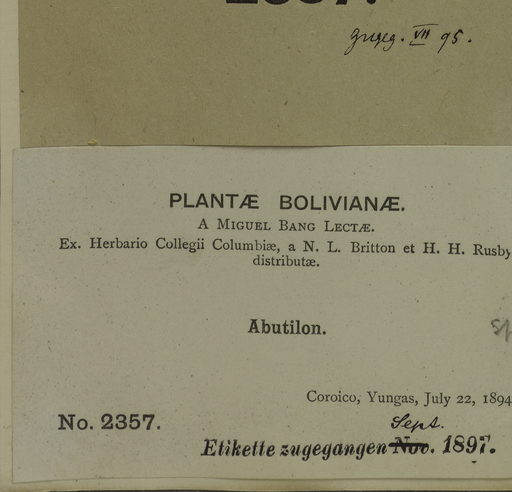 2357.
zugeg. VII 95.
PLANTÆ BOLIVIANÆ.
A MIGUEL BANG LECTÆ.
Ex. Herbario Collegii Columbiæ, a N. L. Britton et H. H. Rusby
distributæ.
Abutilon.
Coroico, Yungas, July 22, 1894
No. 2357.
Sept.
Etikette zugegangen Nov. 1897.